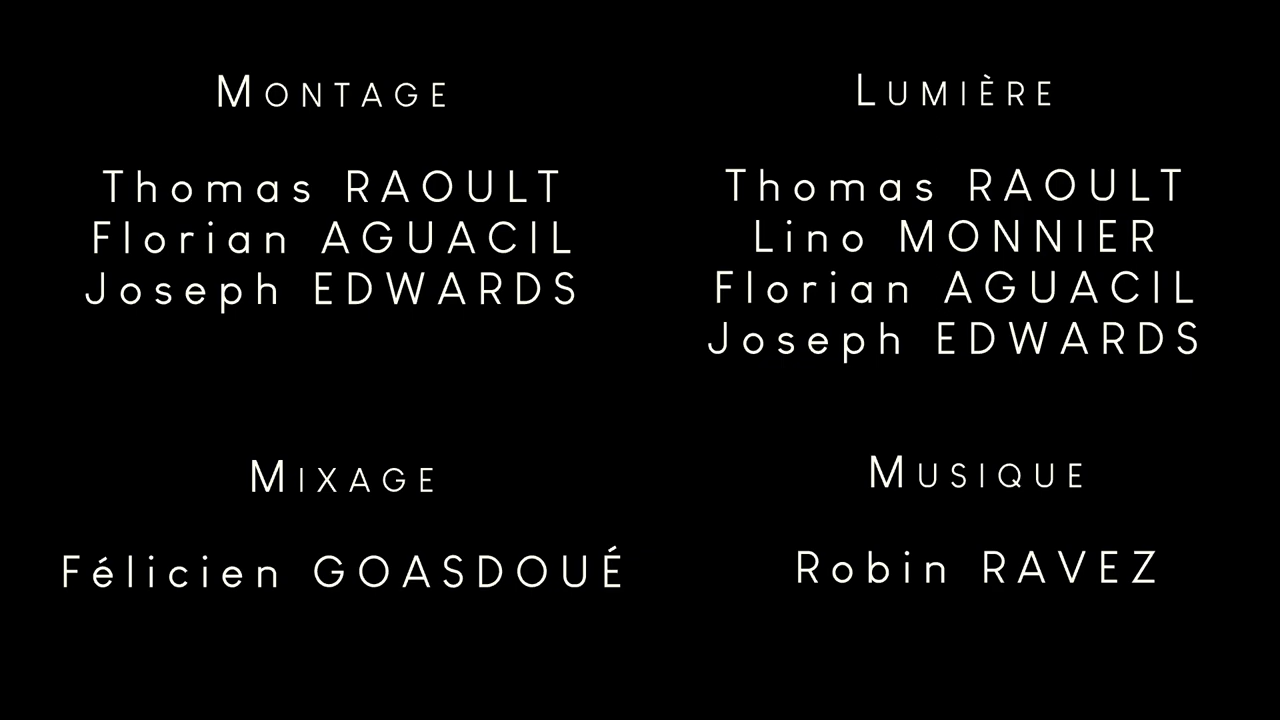 Montage
Thomas RAOULT
Florian AGUACIL
Joseph EDWARDS
Lumière
Thomas RAOULT
Lino MONNIER
Florian AGUACIL
Joseph EDWARDS
Mixage
Félicien GOASDOUÉ
Musique
Robin RAVEZ